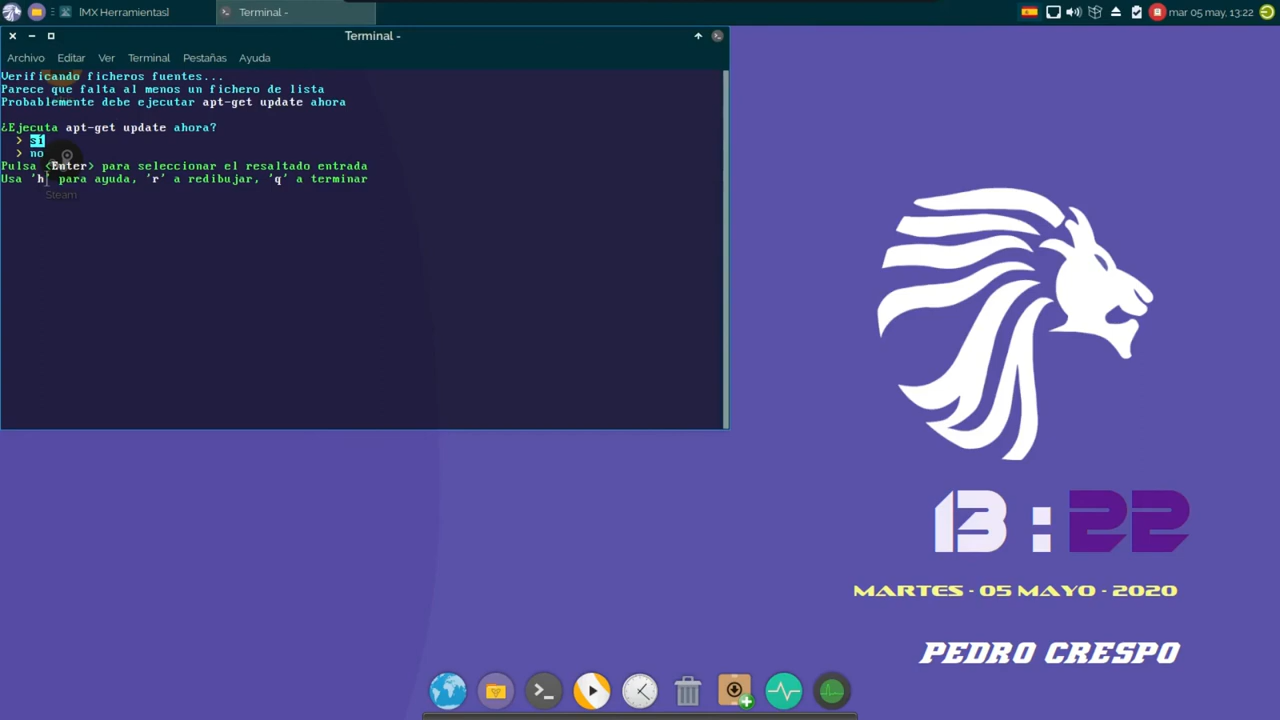 [MX Herramientas]
Terminal -
mar 05 may, 13:22
Terminal -
Archivo Editar Ver Terminal Pestañas Ayuda
Verificando ficheros fuentes...
Parece que falta al menos un fichero de lista
Probablemente debe ejecutar apt-get update ahora
¿Ejecuta apt-get update ahora?
> sí
> no
Pulsa <Enter> para seleccionar el resaltado entrada
Usa 'h' para ayuda, 'r' a redibujar, 'q' a terminar
Steam
13:22
MARTES - 05 MAYO - 2020
PEDRO CRESPO